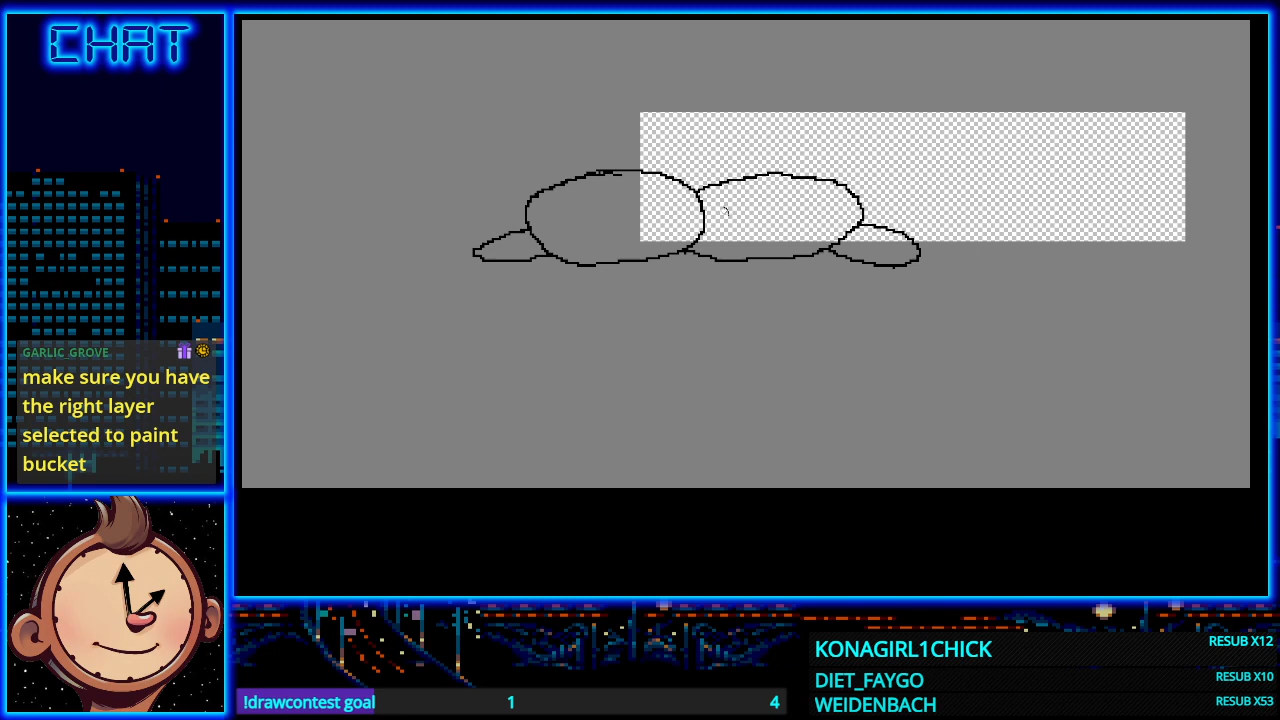 CHAT
GARLIC_GROVE
make sure you have
the right layer
selected to paint
bucket
!drawcontest goal 1 4
KONAGIRL1CHICK RESUB X12
DIET_FAYGO RESUB X10
WEIDENBACH RESUB X53